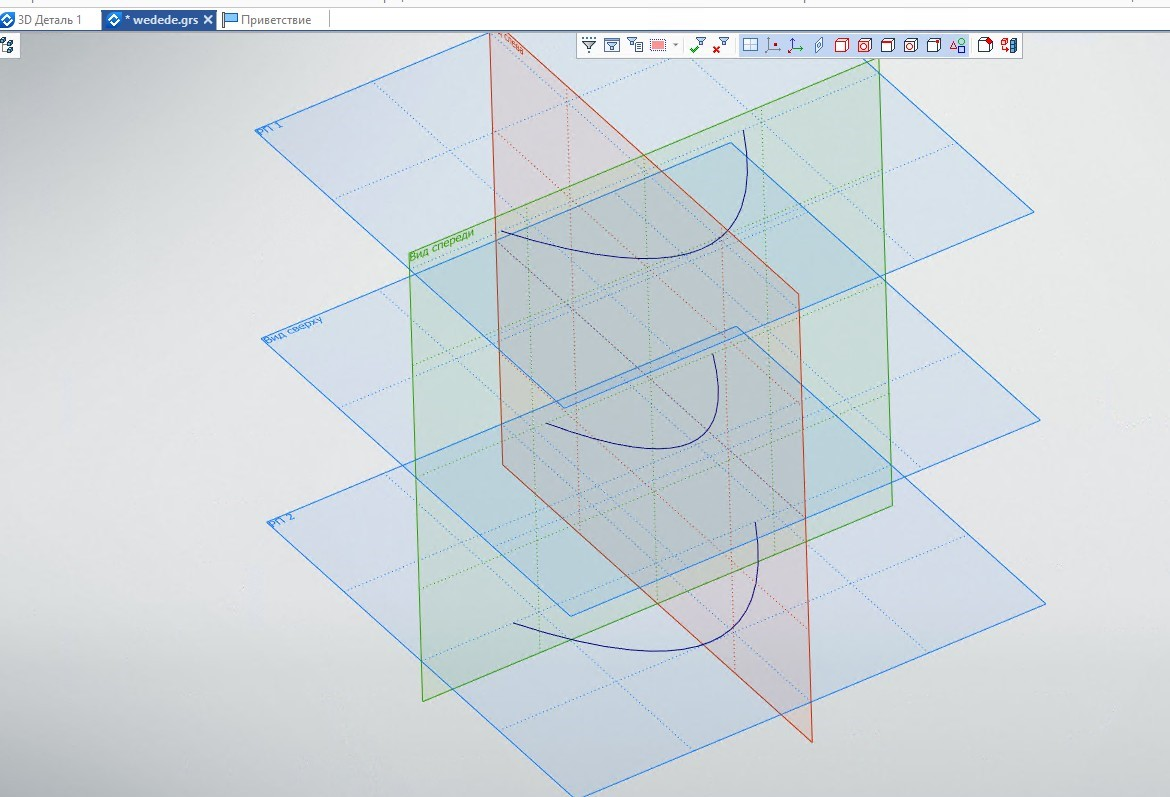 3D Деталь 1
* wedede.grs
Приветствие
РП 1
Вид спереди
Вид сверху
РП 2